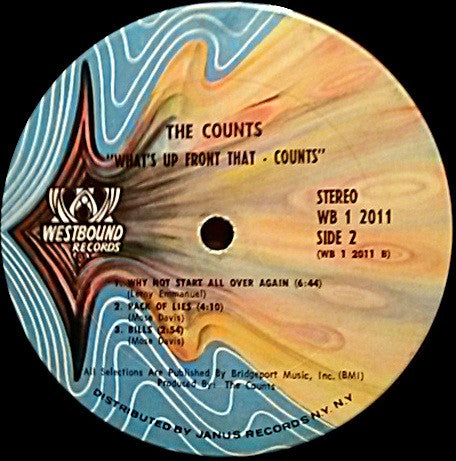 THE COUNTS
"WHAT'S UP FRONT THAT - COUNTS"
STEREO
WB 1 2011
SIDE 2
(WB 1 2011 B)
WESTBOUND
RECORDS
1. WHY NOT START ALL OVER AGAIN (6:44)
(Leroy Emmanuel)
2. PACK OF LIES (4:10)
(Mose Davis)
3. BILLS (2:54)
(Mose Davis)
All Selections Are Published By Bridgeport Music, Inc. (BMI)
Produced By: The Counts
DISTRIBUTED BY JANUS RECORDS N.Y. N.Y.